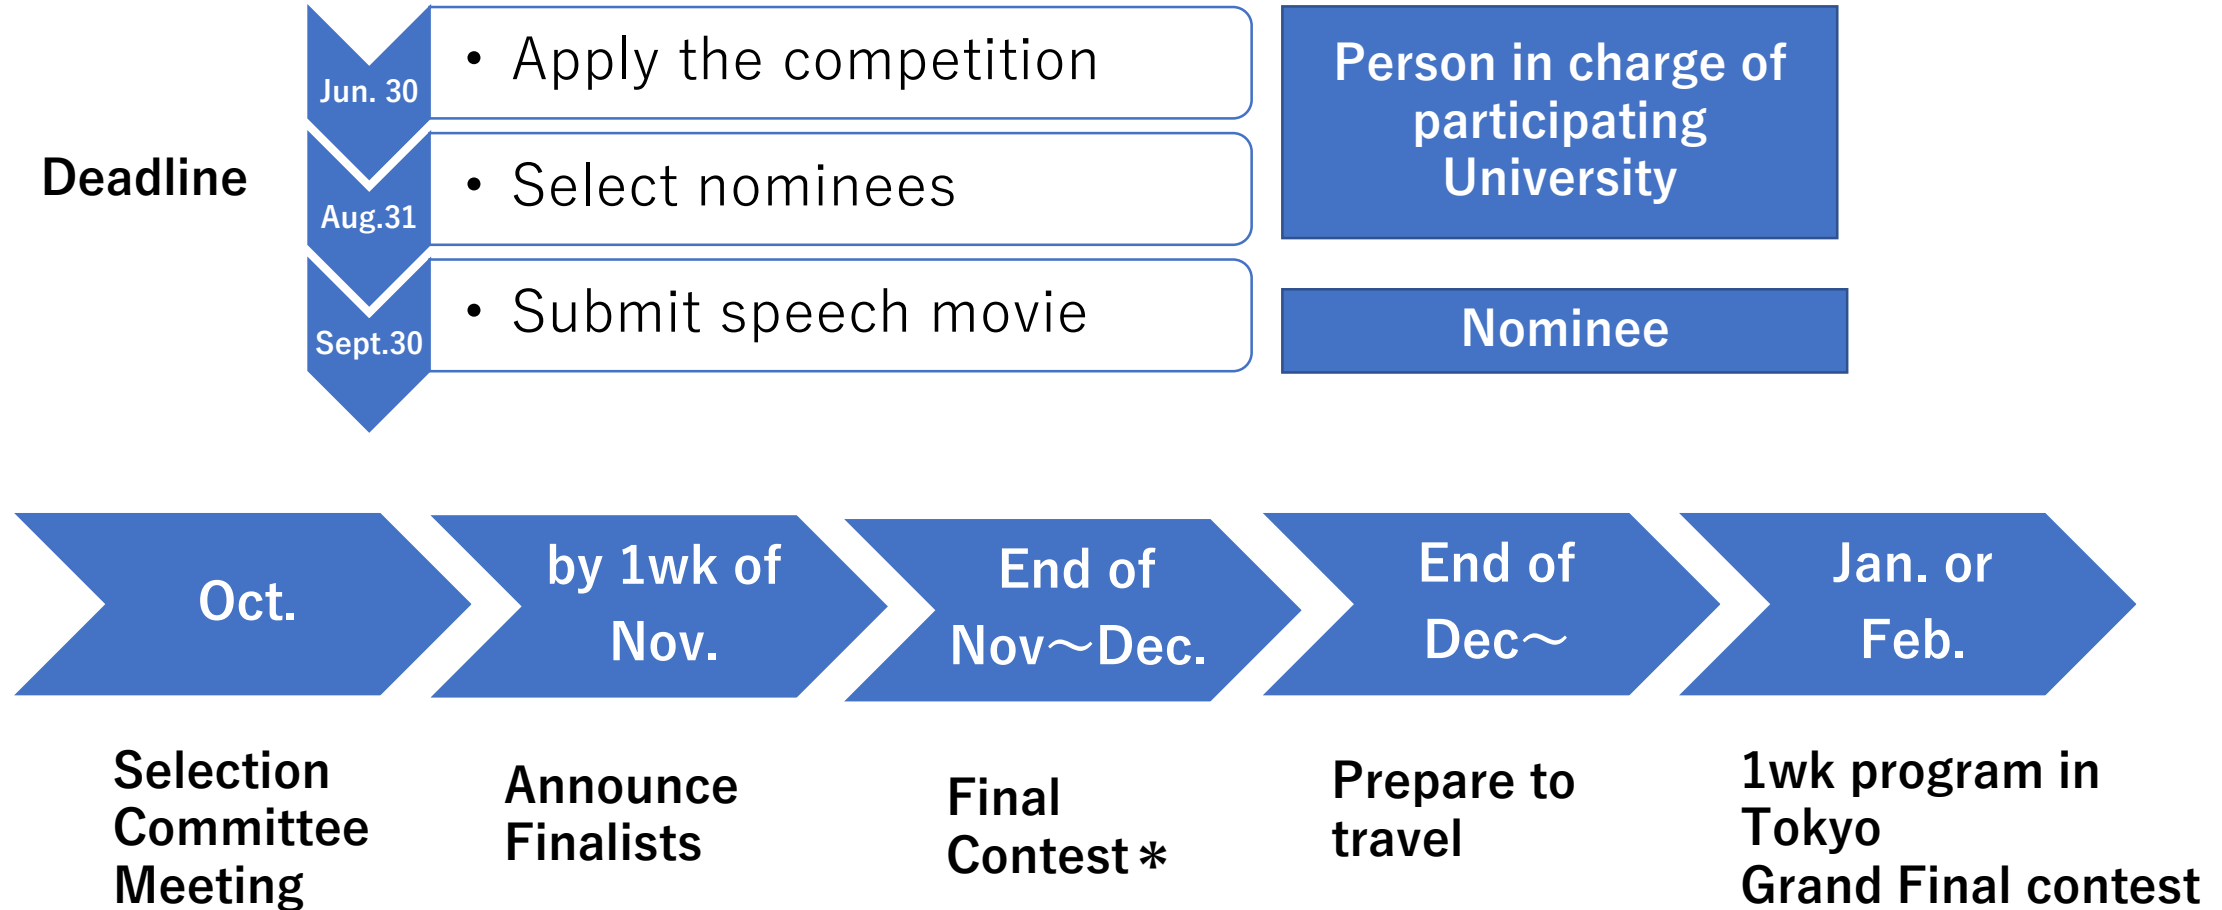 Deadline
Jun. 30
• Apply the competition
Aug.31
• Select nominees
Sept.30
• Submit speech movie
Person in charge of
participating
University
Nominee
Oct.
by 1wk of
Nov.
End of
Nov～Dec.
End of
Dec～
Jan. or
Feb.
Selection
Committee
Meeting
Announce
Finalists
Final
Contest＊
Prepare to
travel
1wk program in
Tokyo
Grand Final contest